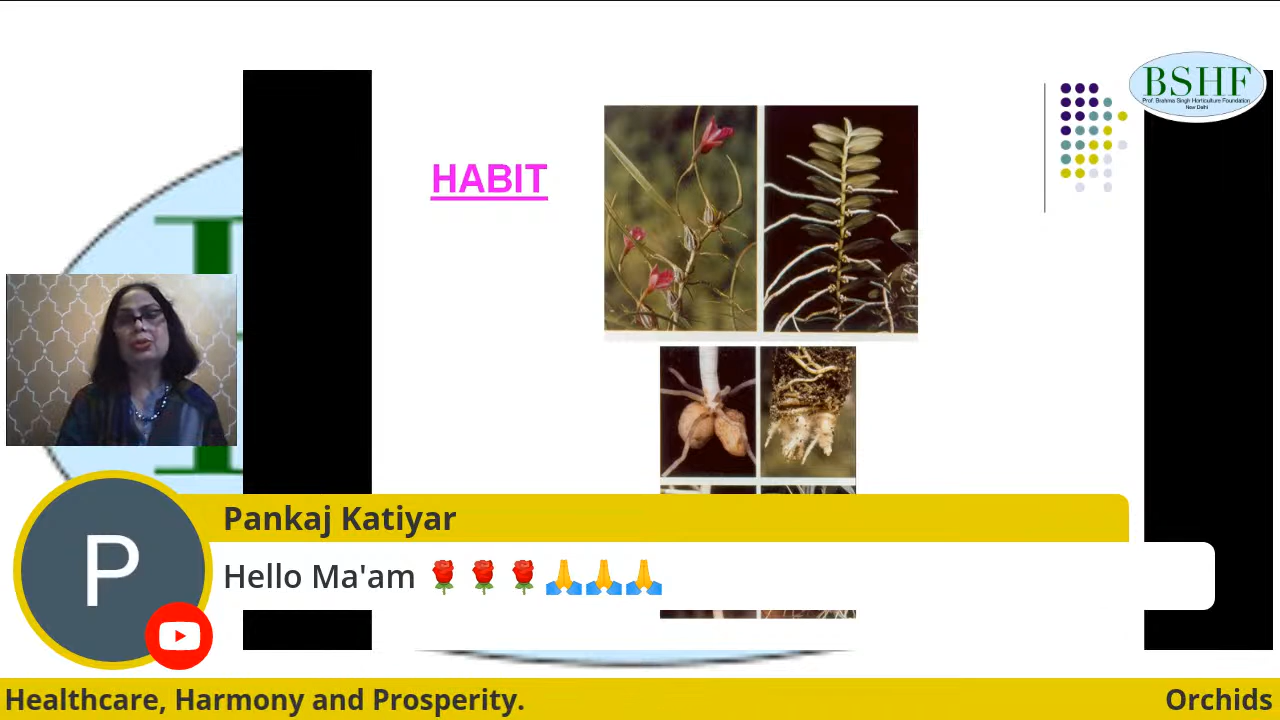 BSHF
Prof. Brahma Singh Horticulture Foundation
New Delhi
HABIT
P
Pankaj Katiyar
Hello Ma'am 🌹🌹🌹🙏🙏🙏
Healthcare, Harmony and Prosperity.
Orchids